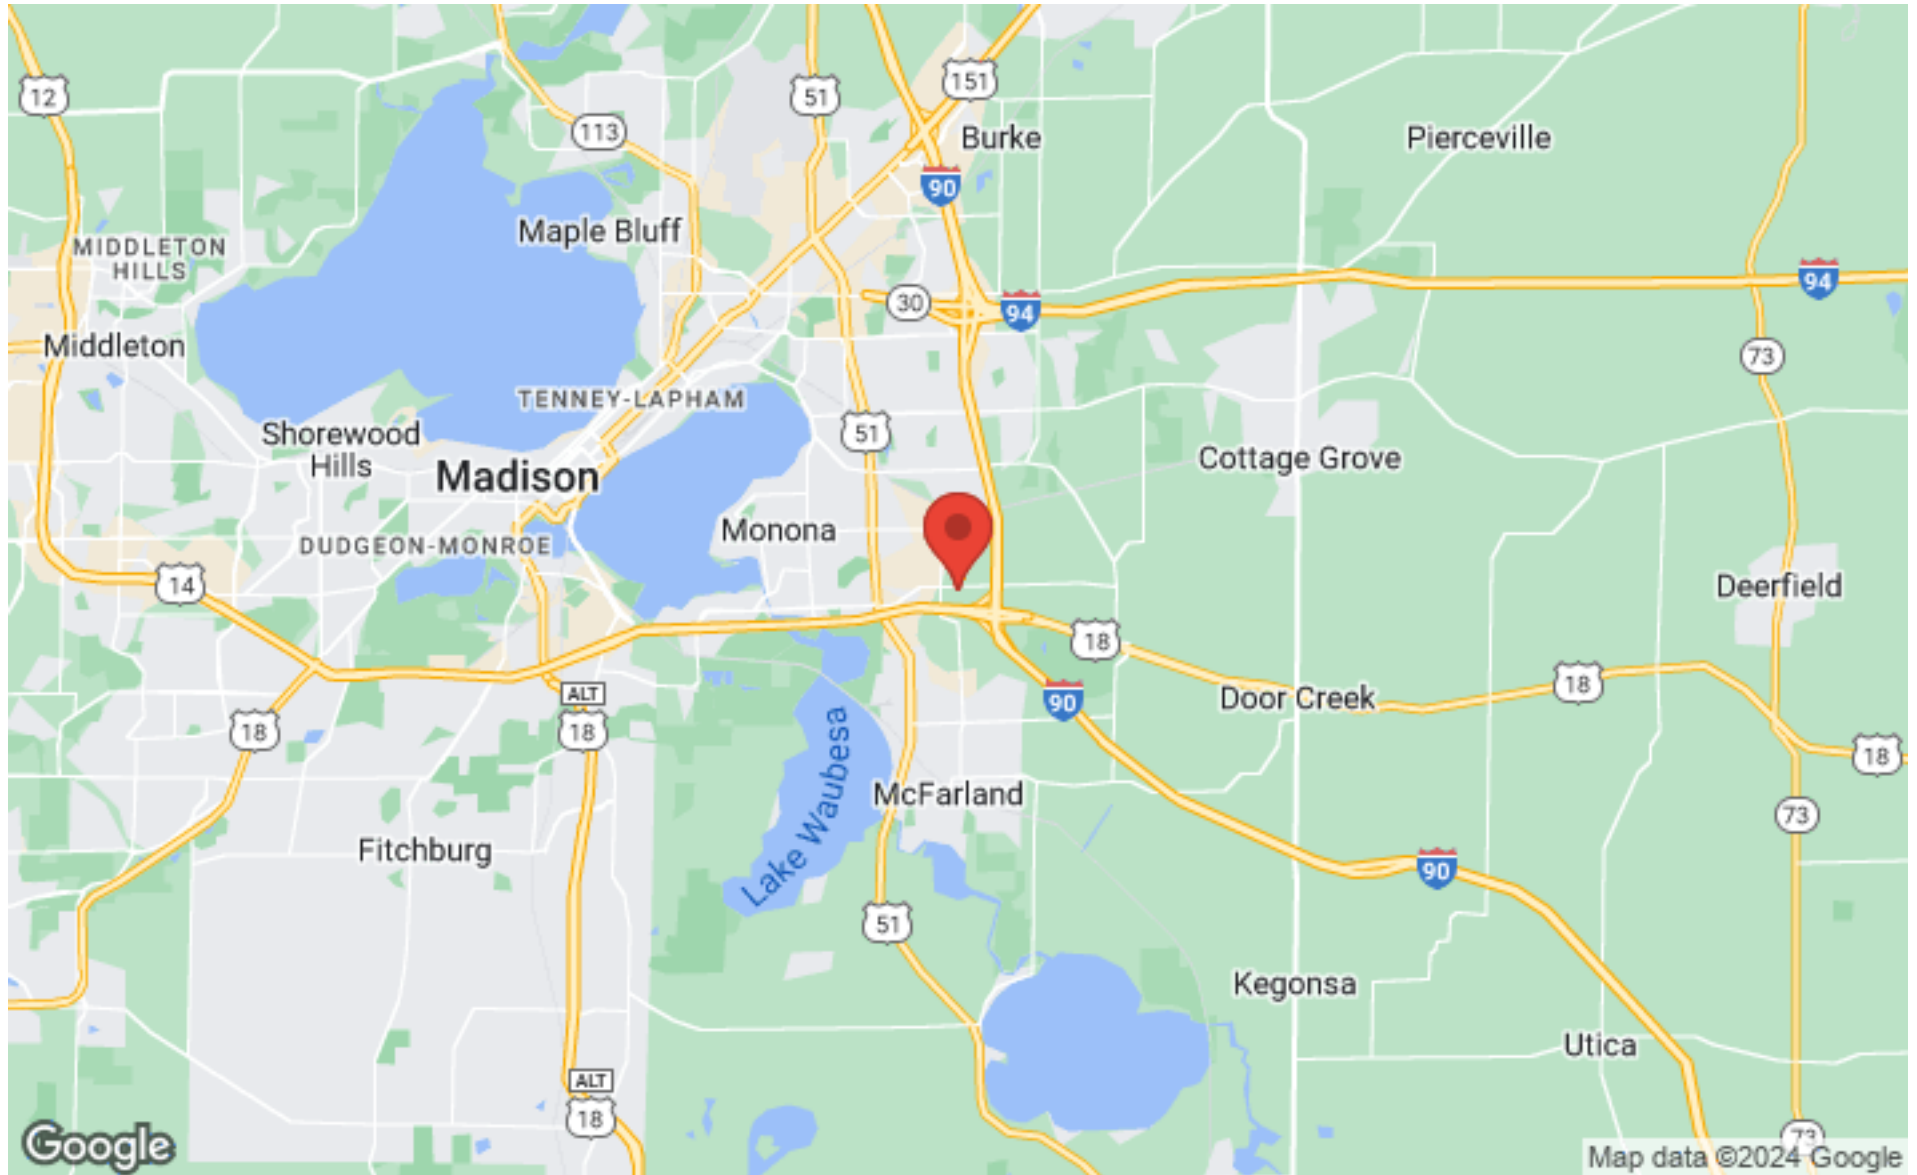 12
51
151
113
Burke
Pierceville
90
Maple Bluff
MIDDLETON
HILLS
94
30
94
Middleton
73
TENNEY-LAPHAM
Shorewood
Hills
51
Cottage Grove
Madison
Monona
DUDGEON-MONROE
14
Deerfield
18
18
ALT
18
18
90
Door Creek
18
Lake Waubesa
McFarland
73
Fitchburg
90
51
Kegonsa
Utica
ALT
18
73
Google
Map data ©2024 Google